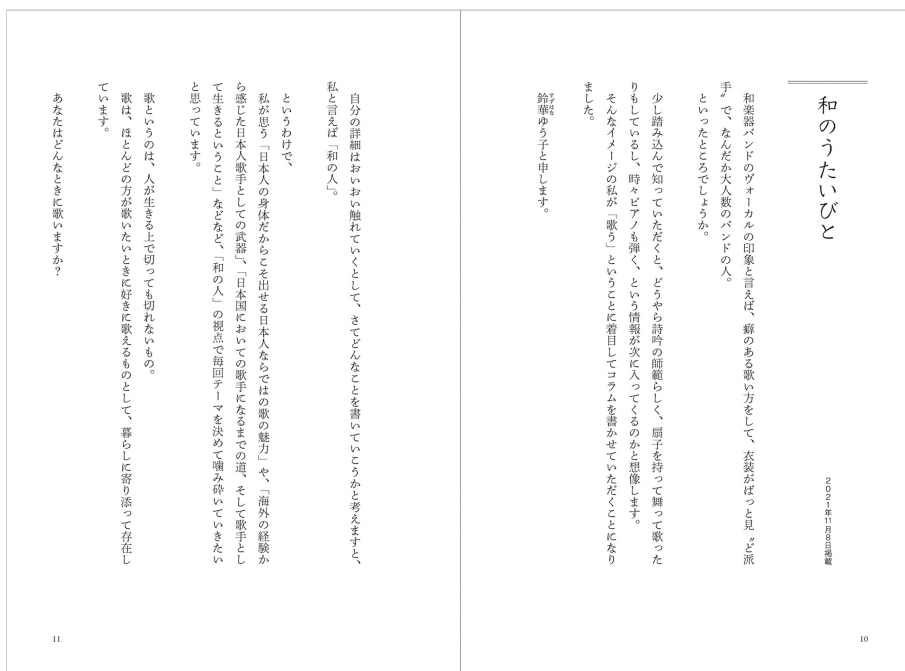 和のうたいびと
2021年11月8日掲載
和楽器バンドのヴォーカルの印象と言えば、癖のある歌い方をして、衣装がぱっと見〝ど派
手〟で、なんだか大人数のバンドの人。
といったところでしょうか。
少し踏み込んで知っていただくと、どうやら詩吟の師範らしく、扇子を持って舞って歌った
りもしているし、時々ピアノも弾く、という情報が次に入ってくるのかと想像します。
そんなイメージの私が「歌う」ということに着目してコラムを書かせていただくことになり
ました。
鈴華ゆう子と申します。
すずはな
10
自分の詳細はおいおい触れていくとして、さてどんなことを書いていこうかと考えますと、
私と言えば「和の人」。
というわけで、
私が思う「日本人の身体だからこそ出せる日本人ならではの歌の魅力」や、「海外の経験か
ら感じた日本人歌手としての武器」、「日本国においての歌手になるまでの道、そして歌手とし
て生きるということ」などなど、「和の人」の視点で毎回テーマを決めて噛み砕いていきたい
と思っています。
歌というのは、人が生きる上で切っても切れないもの。
歌は、ほとんどの方が歌いたいときに好きに歌えるものとして、暮らしに寄り添って存在し
ています。
あなたはどんなときに歌いますか？
11